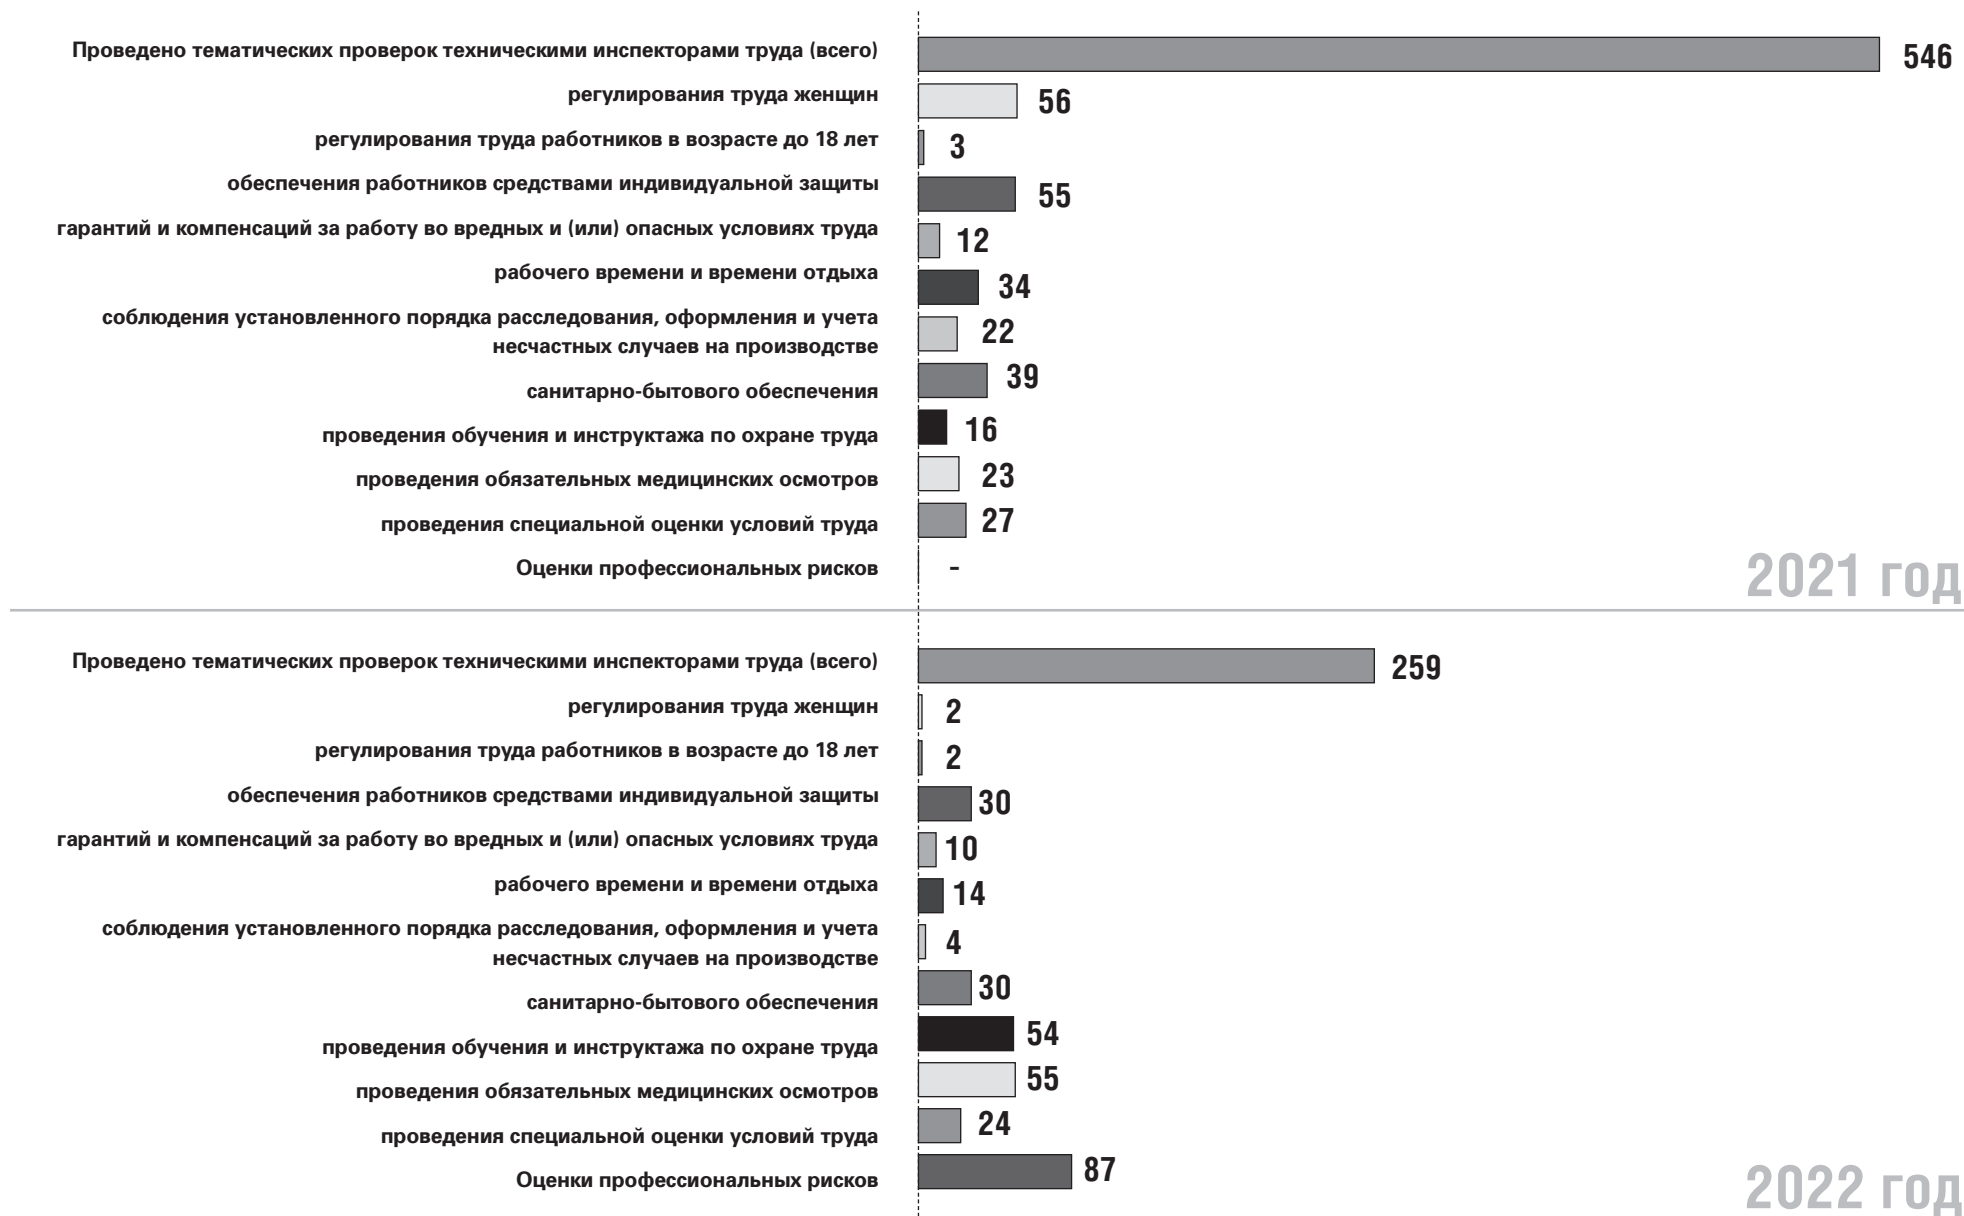 Проведено тематических проверок техническими инспекторами труда (всего) 546
регулирования труда женщин 56
регулирования труда работников в возрасте до 18 лет 3
обеспечения работников средствами индивидуальной защиты 55
гарантий и компенсаций за работу во вредных и (или) опасных условиях труда 12
рабочего времени и времени отдыха 34
соблюдения установленного порядка расследования, оформления и учета
несчастных случаев на производстве 22
санитарно-бытового обеспечения 39
проведения обучения и инструктажа по охране труда 16
проведения обязательных медицинских осмотров 23
проведения специальной оценки условий труда 27
Оценки профессиональных рисков -
2021 год
Проведено тематических проверок техническими инспекторами труда (всего) 259
регулирования труда женщин 2
регулирования труда работников в возрасте до 18 лет 2
обеспечения работников средствами индивидуальной защиты 30
гарантий и компенсаций за работу во вредных и (или) опасных условиях труда 10
рабочего времени и времени отдыха 14
соблюдения установленного порядка расследования, оформления и учета
несчастных случаев на производстве 4
санитарно-бытового обеспечения 30
проведения обучения и инструктажа по охране труда 54
проведения обязательных медицинских осмотров 55
проведения специальной оценки условий труда 24
Оценки профессиональных рисков 87
2022 год